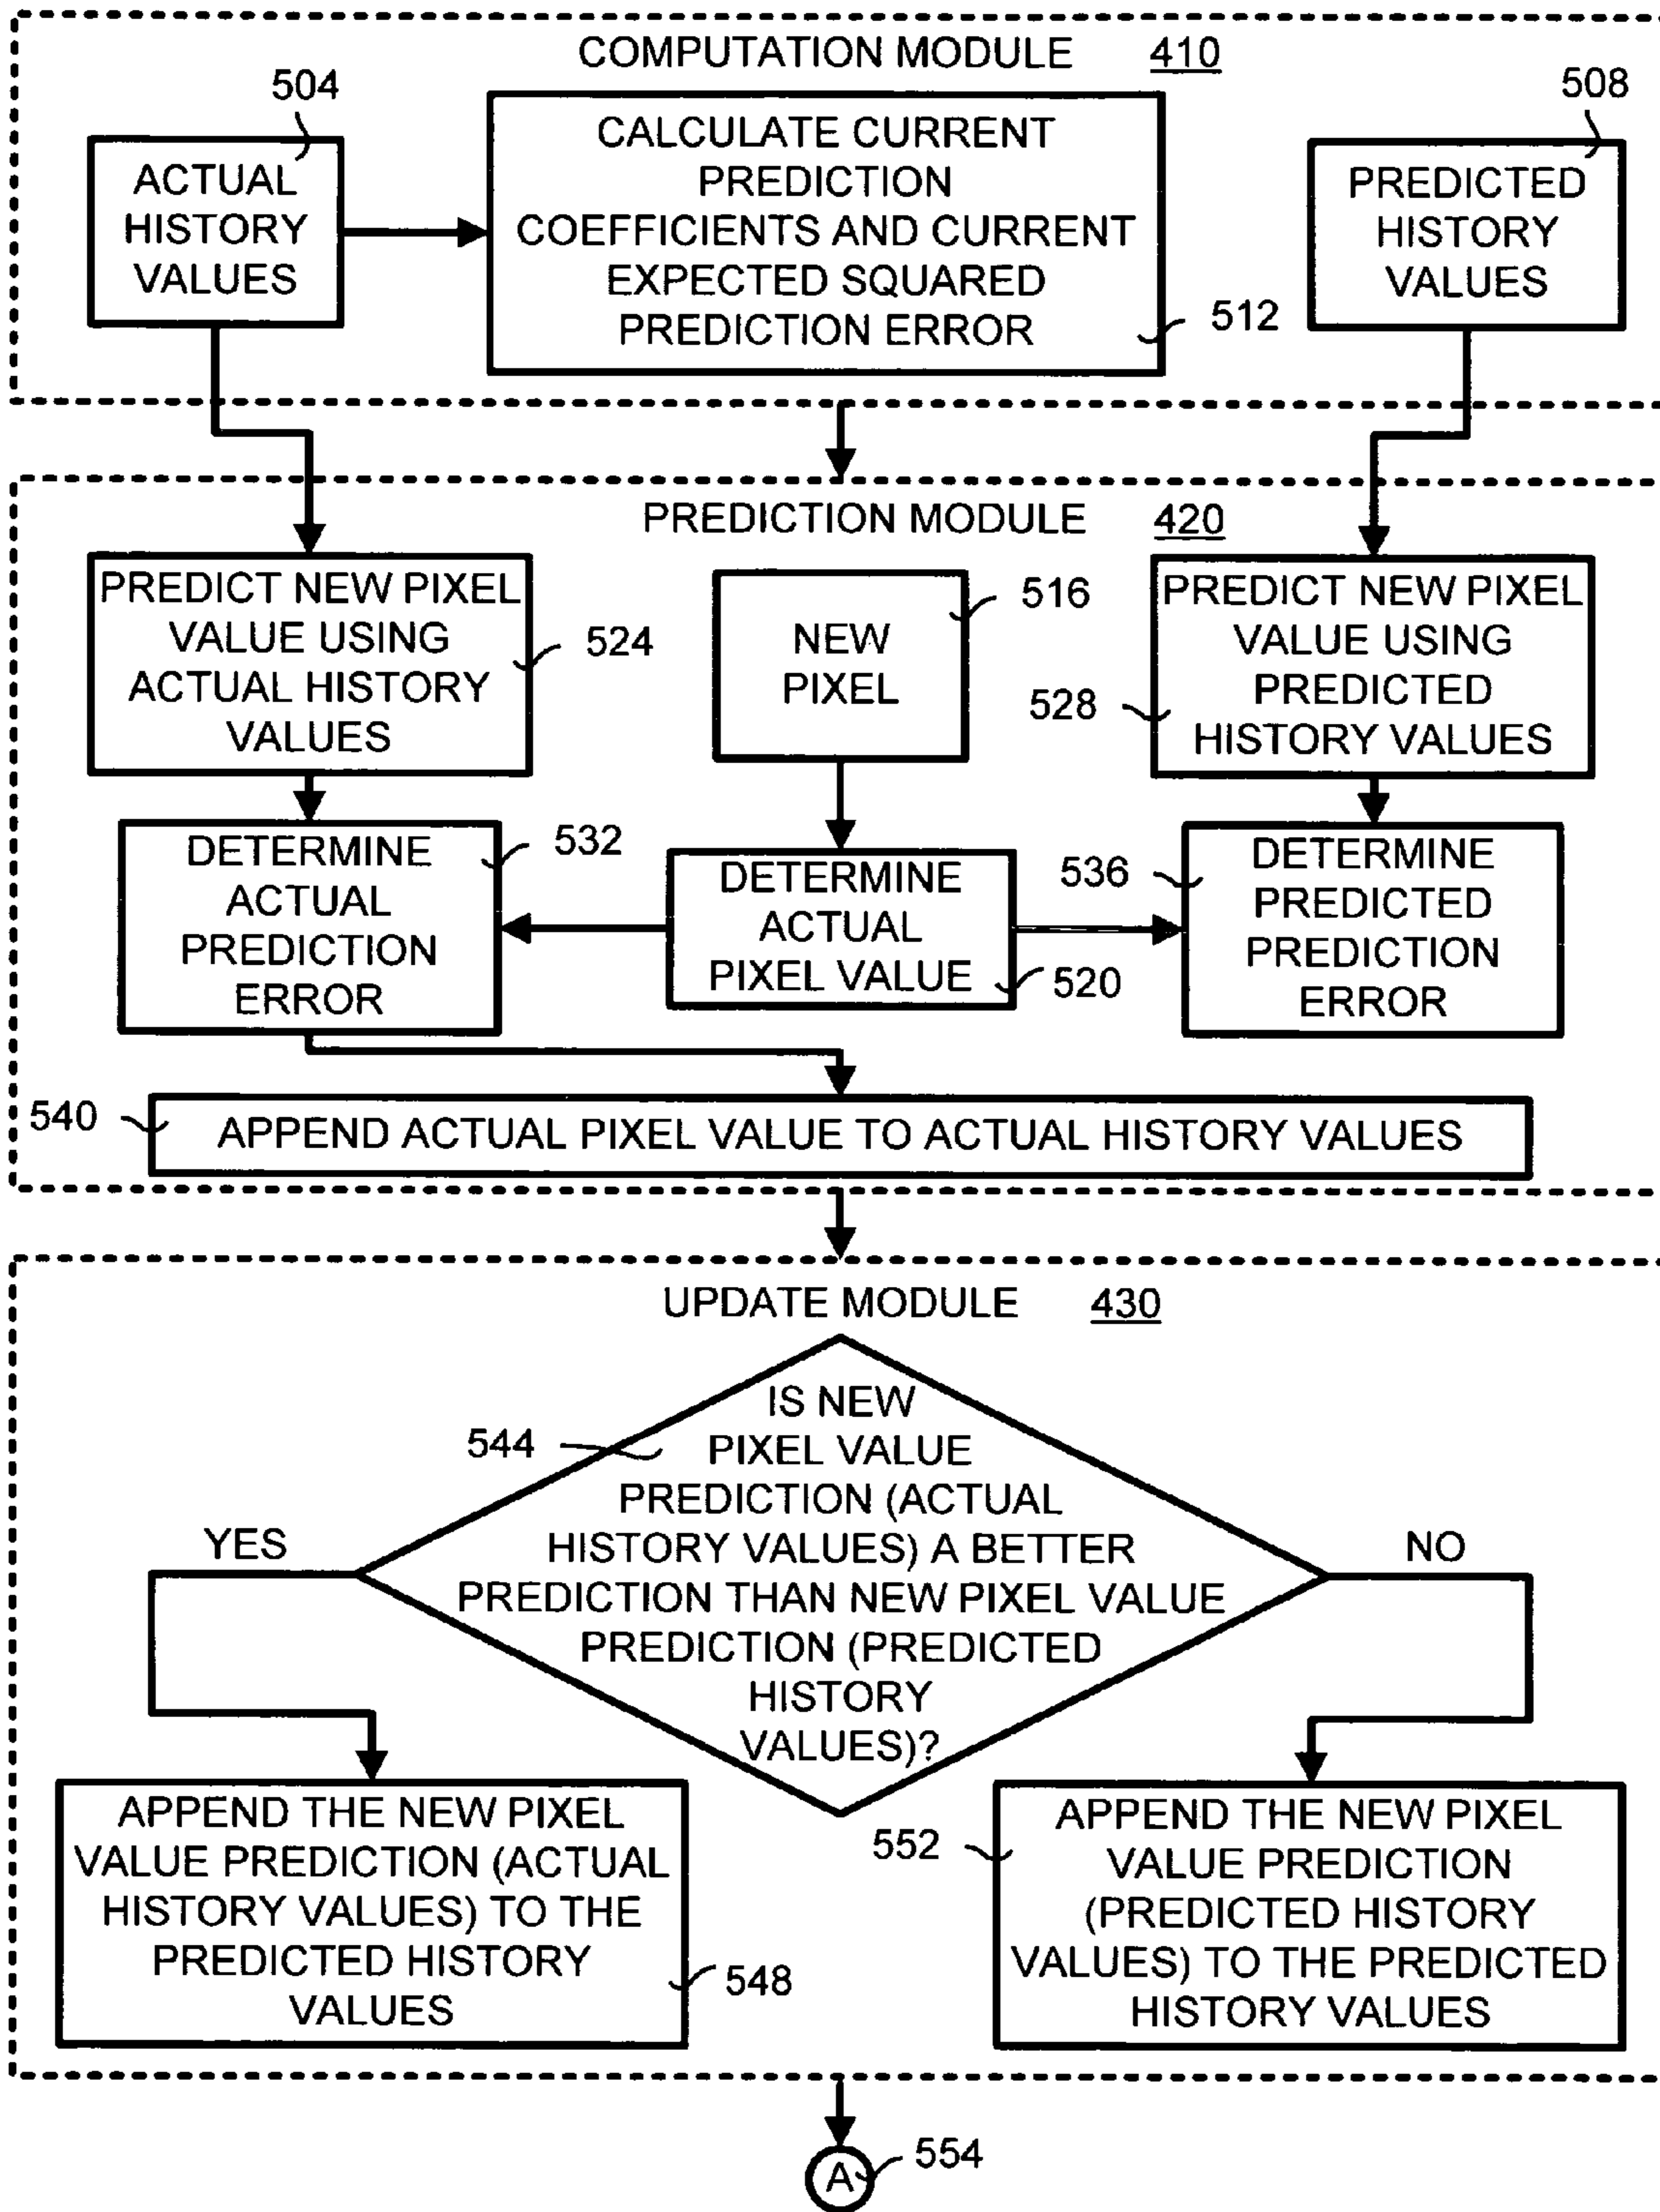 COMPUTATION MODULE 410
504
ACTUAL
HISTORY
VALUES
CALCULATE CURRENT
PREDICTION
COEFFICIENTS AND CURRENT
EXPECTED SQUARED
PREDICTION ERROR
512
508
PREDICTED
HISTORY
VALUES
PREDICTION MODULE 420
PREDICT NEW PIXEL
VALUE USING
ACTUAL HISTORY
VALUES
524
NEW
PIXEL
516
PREDICT NEW PIXEL
VALUE USING
PREDICTED
HISTORY VALUES
528
DETERMINE
ACTUAL
PREDICTION
ERROR
532
DETERMINE
ACTUAL
PIXEL VALUE
520
536
DETERMINE
PREDICTED
PREDICTION
ERROR
540
APPEND ACTUAL PIXEL VALUE TO ACTUAL HISTORY VALUES
UPDATE MODULE 430
544
IS NEW
PIXEL VALUE
PREDICTION (ACTUAL
HISTORY VALUES) A BETTER
PREDICTION THAN NEW PIXEL VALUE
PREDICTION (PREDICTED
HISTORY
VALUES)?
YES
NO
APPEND THE NEW PIXEL
VALUE PREDICTION (ACTUAL
HISTORY VALUES) TO THE
PREDICTED HISTORY
VALUES
548
552
APPEND THE NEW PIXEL
VALUE PREDICTION
(PREDICTED HISTORY
VALUES) TO THE PREDICTED
HISTORY VALUES
A
554